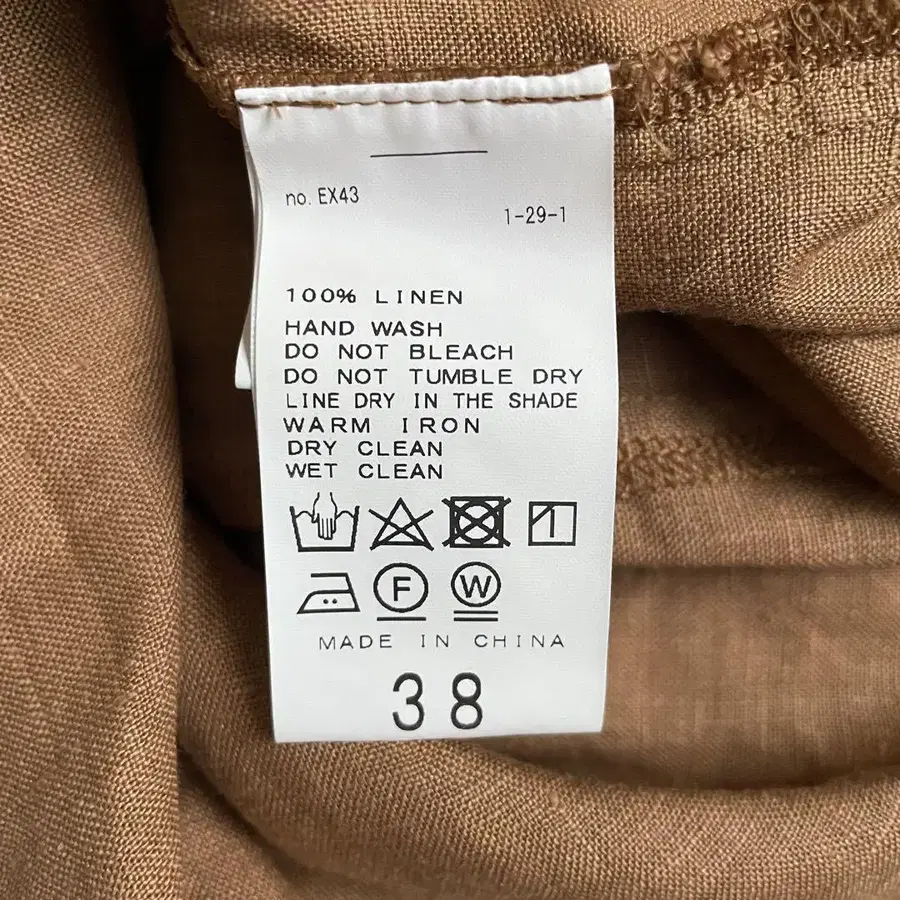 no. EX43
1-29-1
100% LINEN
HAND WASH
DO NOT BLEACH
DO NOT TUMBLE DRY
LINE DRY IN THE SHADE
WARM IRON
DRY CLEAN
WET CLEAN
F W
MADE IN CHINA
38